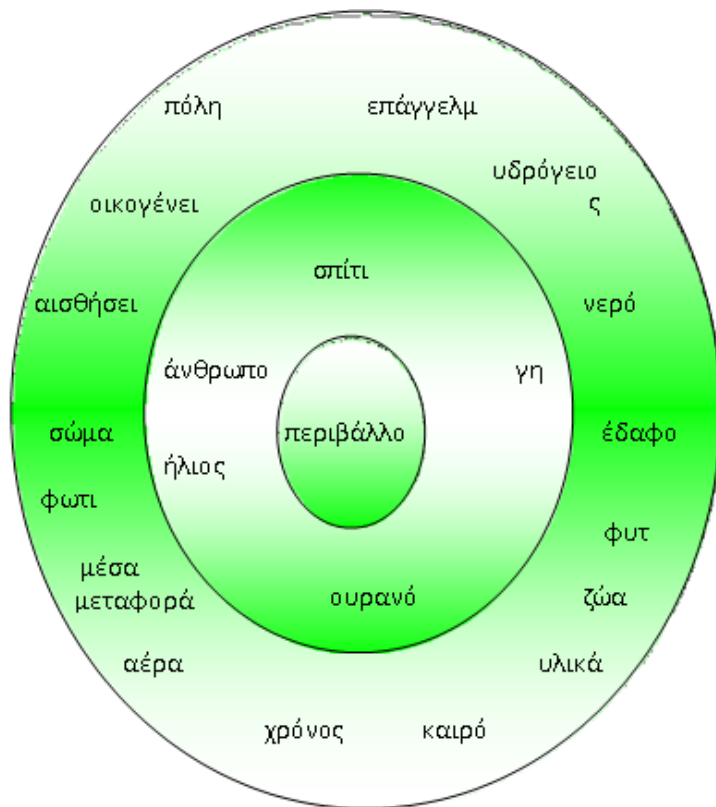 πόλη
επάγγελμ
υδρόγειο
ς
οικογένει
σπίτι
αισθήσει
νερό
άνθρωπο
γη
περιβάλλο
σώμα
έδαφο
ήλιος
φωτι
φυτ
μέσα
μεταφορά
ουρανό
ζώα
αέρα
υλικά
χρόνος
καιρό